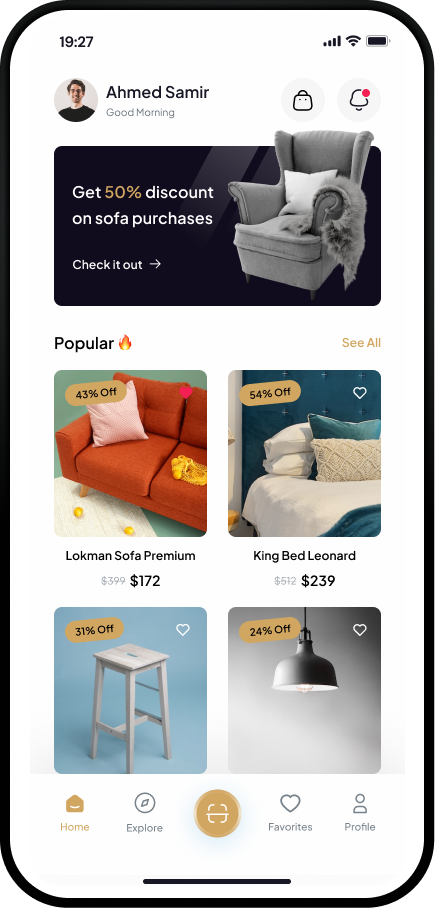 19:27
Ahmed Samir
Good Morning
Get 50% discount
on sofa purchases
Check it out →
Popular 🔥
See All
43% Off
54% Off
Lokman Sofa Premium
King Bed Leonard
$399 $172
$512 $239
31% Off
24% Off
Home
Explore
Favorites
Profile